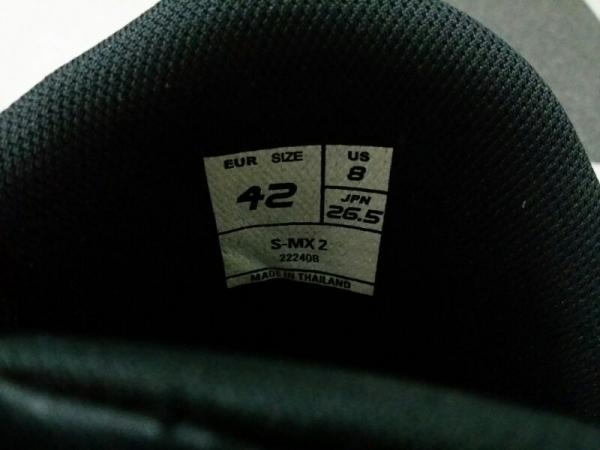 EUR SIZE
42
US
8
JPN
26.5
S-MX 2
22240B
MADE IN THAILAND